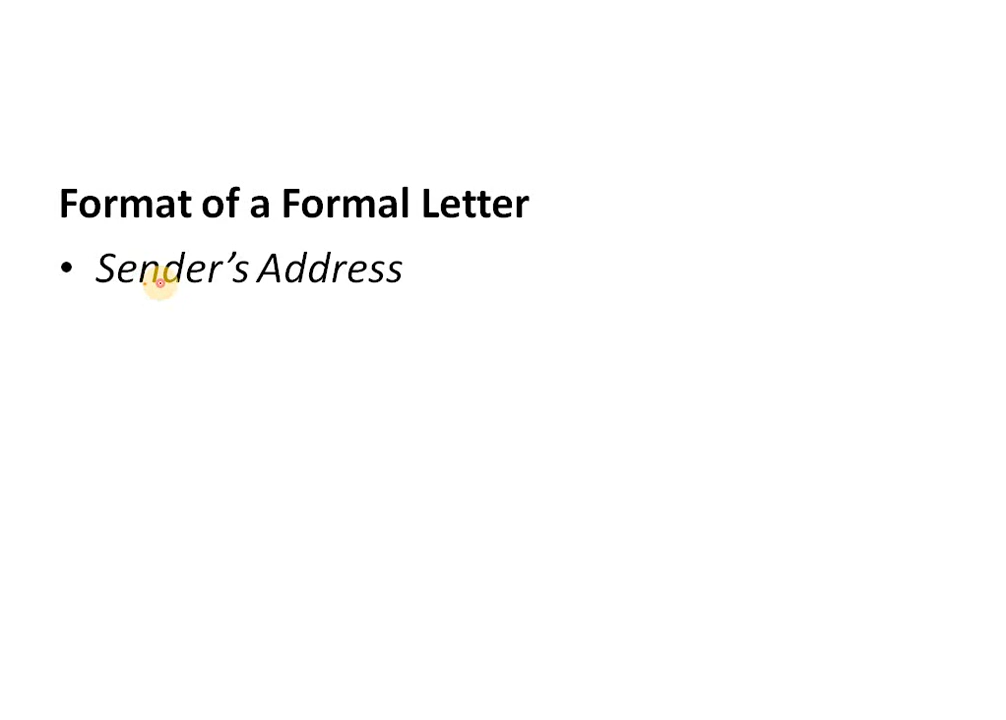 Format of a Formal Letter
• Sender’s Address